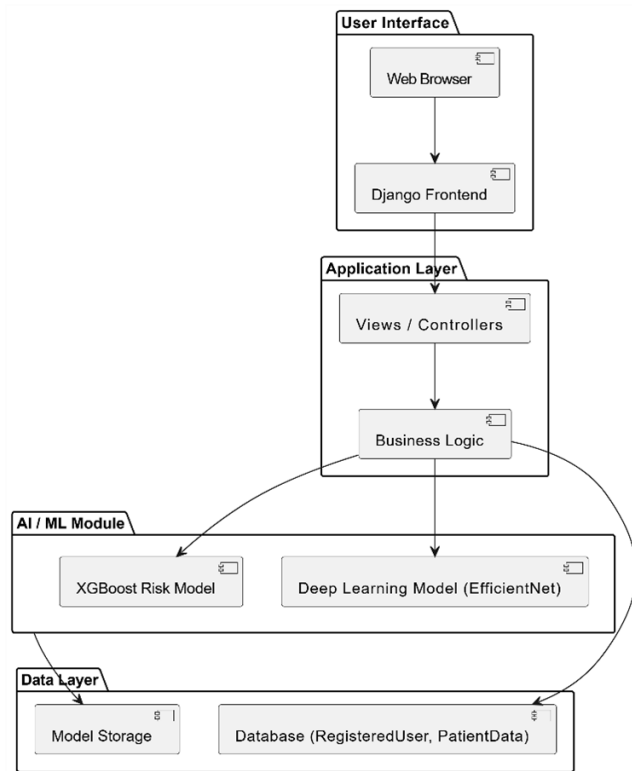 User Interface
Web Browser
Django Frontend
Application Layer
Views / Controllers
Business Logic
AI / ML Module
XGBoost Risk Model
Deep Learning Model (EfficientNet)
Data Layer
Model Storage
Database (RegisteredUser, PatientData)